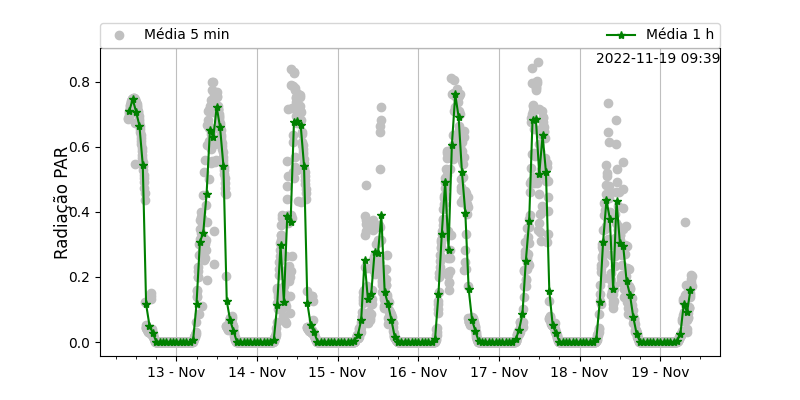 Média 5 min
Média 1 h
2022-11-19 09:39
Radiação PAR
0.8
0.6
0.4
0.2
0.0
13 - Nov
14 - Nov
15 - Nov
16 - Nov
17 - Nov
18 - Nov
19 - Nov